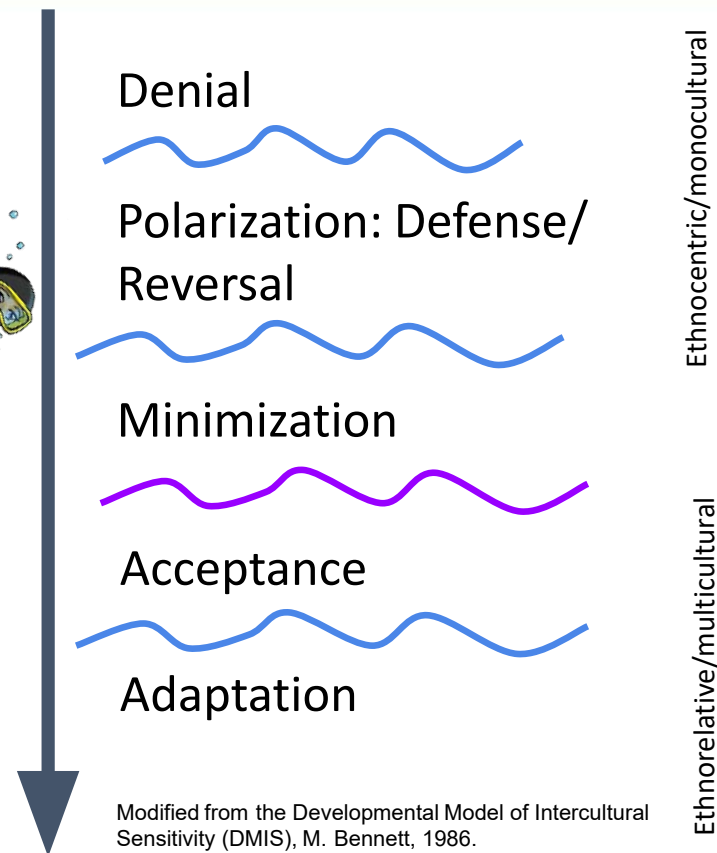 Denial
Polarization: Defense/
Reversal
Minimization
Acceptance
Adaptation
Modified from the Developmental Model of Intercultural
Sensitivity (DMIS), M. Bennett, 1986.
Ethnocentric/monocultural
Ethnorelative/multicultural